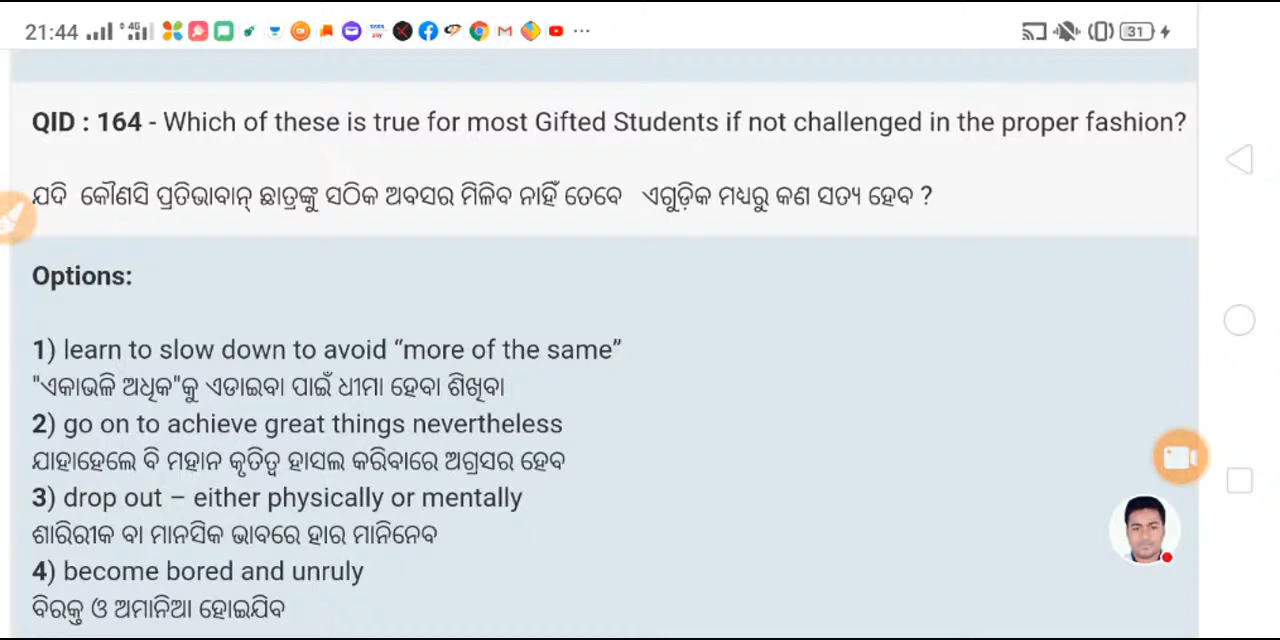 21:44 4G 31
QID : 164 - Which of these is true for most Gifted Students if not challenged in the proper fashion?
ଯଦି କୌଣସି ପ୍ରତିଭାବାନ୍ ଛାତ୍ରଙ୍କୁ ସଠିକ ଅବସର ମିଳିବ ନାହିଁ ତେବେ ଏଗୁଡ଼ିକ ମଧ୍ୟରୁ କଣ ସତ୍ୟ ହେବ ?
Options:
1) learn to slow down to avoid “more of the same”
"ଏକାଭଳି ଅଧିକ"କୁ ଏଡାଇବା ପାଇଁ ଧୀମା ହେବା ଶିଖିବା
2) go on to achieve great things nevertheless
ଯାହାହେଲେ ବି ମହାନ କୃତିତ୍ୱ ହାସଲ କରିବାରେ ଅଗ୍ରସର ହେବ
3) drop out – either physically or mentally
ଶାରିରୀକ ବା ମାନସିକ ଭାବରେ ହାର ମାନିନେବ
4) become bored and unruly
ବିରକ୍ତ ଓ ଅମାନିଆ ହୋଇଯିବ